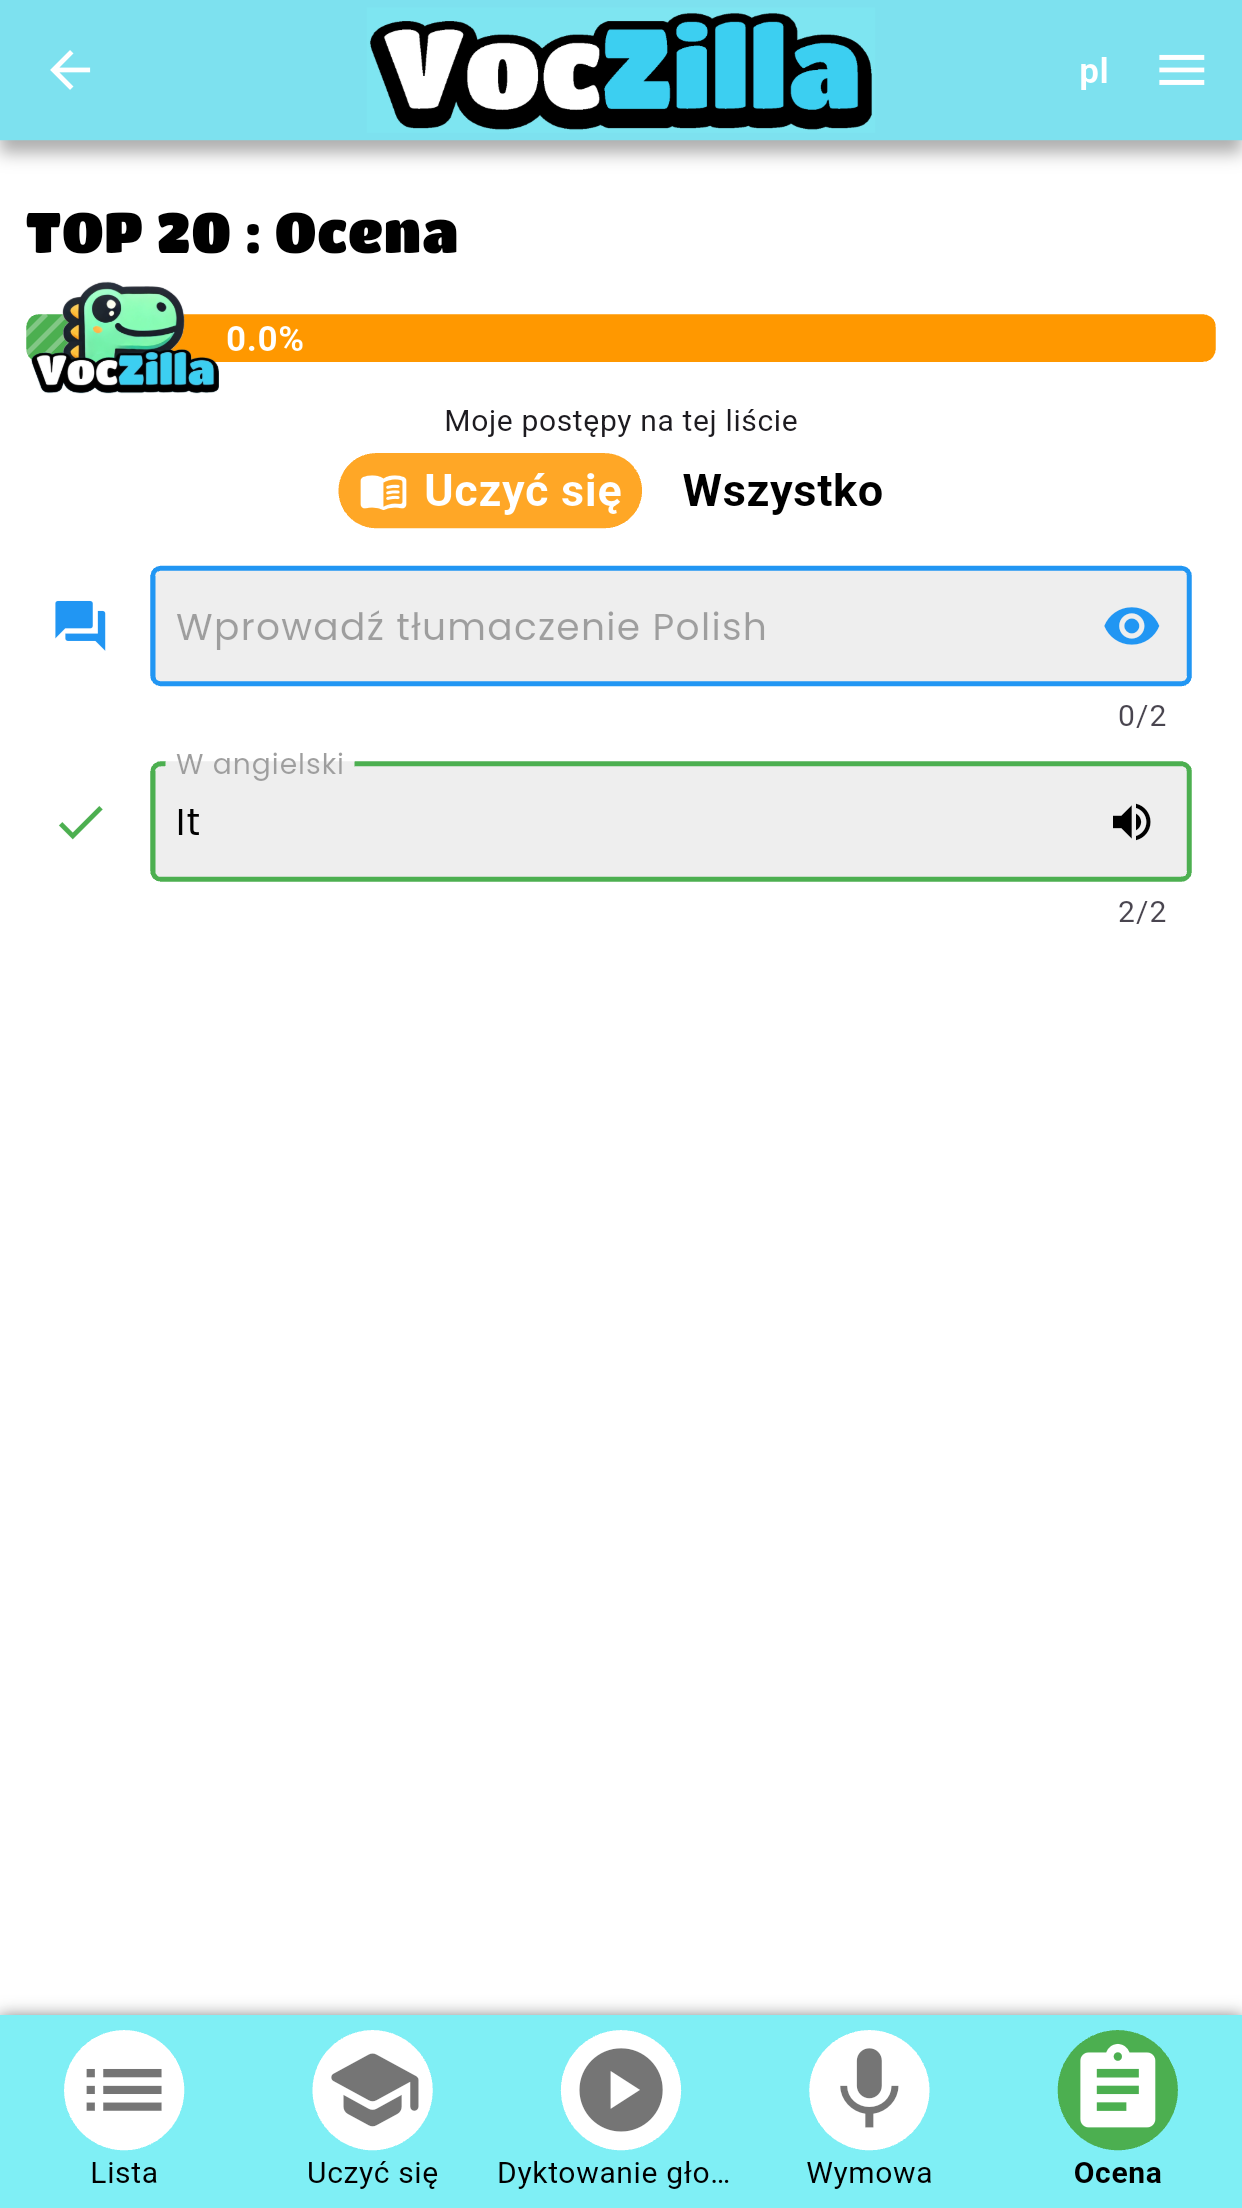 VocZilla
pl
TOP 20 : Ocena
0.0%
VocZilla
Moje postępy na tej liście
Uczyć się
Wszystko
Wprowadź tłumaczenie Polish
0/2
W angielski
It
2/2
Lista
Uczyć się
Dyktowanie gło...
Wymowa
Ocena